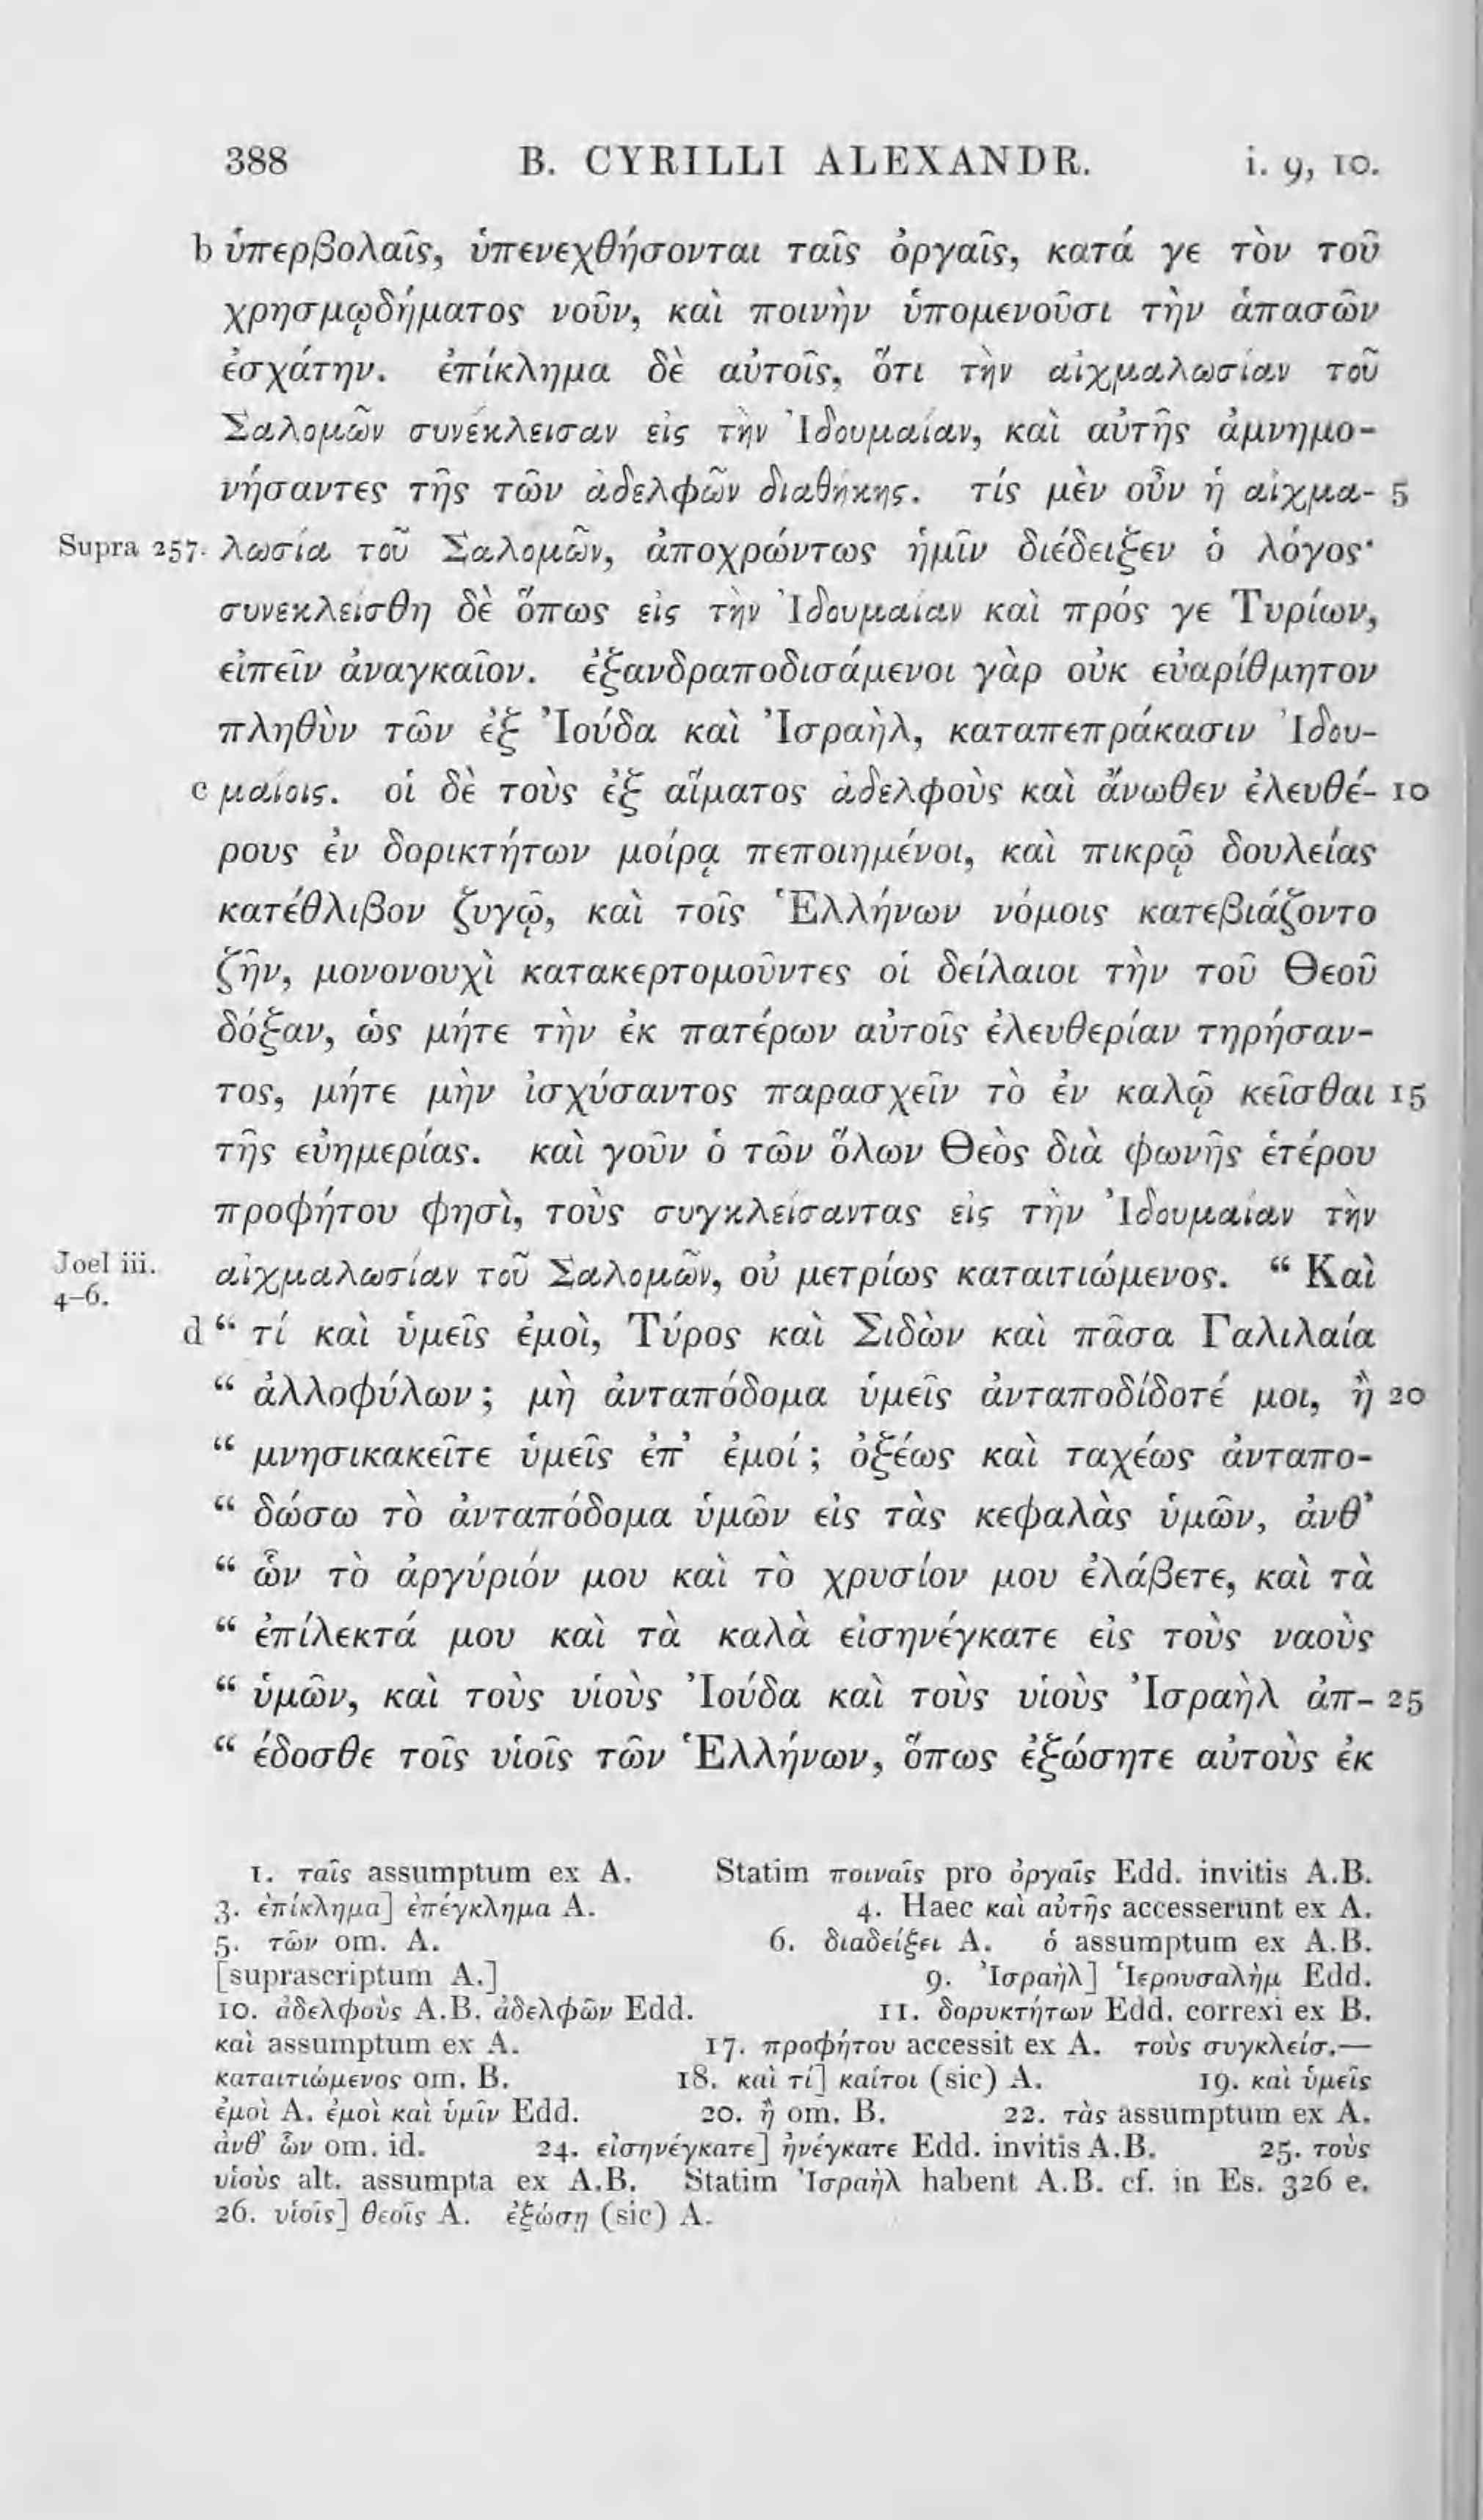 388 B. CYRILLI ALEXANDR. i. 9, 10.
b ὑπερβολαῖς, ὑπενεχθήσονται ταῖς ὀργαῖς, κατά γε τὸν τοῦ
χρησμῳδήματος νοῦν, καὶ ποινὴν ὑπομενοῦσι τὴν ἁπασῶν
ἐσχάτην. ἐπίκλημα δὲ αὐτοῖς, ὅτι τὴν αἰχμαλωσίαν τοῦ
Σαλομῶν συνέκλεισαν εἰς τὴν Ἰδουμαίαν, καὶ αὐτῆς ἀμνημο-
νήσαντες τῆς τῶν ἀδελφῶν διαθήκης. τίς μὲν οὖν ἡ αἰχμα- 5
Supra 257. λωσία τοῦ Σαλομῶν, ἀποχρώντως ἡμῖν διέδειξεν ὁ λόγος·
συνεκλείσθη δὲ ὅπως εἰς τὴν Ἰδουμαίαν καὶ πρός γε Τυρίων,
εἰπεῖν ἀναγκαῖον. ἐξανδραποδισάμενοι γὰρ οὐκ εὐαρίθμητον
πληθὺν τῶν ἐξ Ἰούδα καὶ Ἰσραὴλ, καταπεπράκασιν Ἰδου-
c μαίοις. οἱ δὲ τοὺς ἐξ αἵματος ἀδελφοὺς καὶ ἄνωθεν ἐλευθέ- 10
ρους ἐν δορικτήτων μοίρᾳ πεποιημένοι, καὶ πικρῷ δουλείας
κατέθλιβον ζυγῷ, καὶ τοῖς Ἑλλήνων νόμοις κατεβιάζοντο
ζῆν, μονονουχὶ κατακερτομοῦντες οἱ δείλαιοι τὴν τοῦ Θεοῦ
δόξαν, ὡς μήτε τὴν ἐκ πατέρων αὐτοῖς ἐλευθερίαν τηρήσαν-
τος, μήτε μὴν ἰσχύσαντος παρασχεῖν τὸ ἐν καλῷ κεῖσθαι 15
τῆς εὐημερίας. καὶ γοῦν ὁ τῶν ὅλων Θεὸς διὰ φωνῆς ἑτέρου
προφήτου φησὶ, τοὺς συγκλείσαντας εἰς τὴν Ἰδουμαίαν τὴν
Joel iii. 4-6. αἰχμαλωσίαν τοῦ Σαλομῶν, οὐ μετρίως καταιτιώμενος. “ Καὶ
d “ τί καὶ ὑμεῖς ἐμοὶ, Τύρος καὶ Σιδὼν καὶ πᾶσα Γαλιλαία
“ ἀλλοφύλων ; μὴ ἀνταπόδομα ὑμεῖς ἀνταποδίδοτέ μοι, ἢ 20
“ μνησικακεῖτε ὑμεῖς ἐπ’ ἐμοί ; ὀξέως καὶ ταχέως ἀνταπο-
“ δώσω τὸ ἀνταπόδομα ὑμῶν εἰς τὰς κεφαλὰς ὑμῶν, ἀνθ’
“ ὧν τὸ ἀργύριόν μου καὶ τὸ χρυσίον μου ἐλάβετε, καὶ τὰ
“ ἐπίλεκτά μου καὶ τὰ καλὰ εἰσηνέγκατε εἰς τοὺς ναοὺς
“ ὑμῶν, καὶ τοὺς υἱοὺς Ἰούδα καὶ τοὺς υἱοὺς Ἰσραὴλ ἀπ- 25
“ έδοσθε τοῖς υἱοῖς τῶν Ἑλλήνων, ὅπως ἐξώσητε αὐτοὺς ἐκ
1. ταῖς assumptum ex A. Statim ποιναῖς pro ὀργαῖς Edd. invitis A.B.
3. ἐπίκλημα] ἐπέγκλημα A. 4. Haec καὶ αὐτῆς accesserunt ex A.
5. τῶν om. A. 6. διαδείξει A. ὁ assumptum ex A.B.
[suprascriptum A.] 9. Ἰσραὴλ] Ἱερουσαλὴμ Edd.
10. ἀδελφοὺς A.B. ἀδελφῶν Edd. 11. δορυκτήτων Edd. correxi ex B.
καὶ assumptum ex A. 17. προφήτου accessit ex A. τοὺς συγκλείσ.—
καταιτιώμενος om. B. 18. καὶ τί] καίτοι (sic) A. 19. καὶ ὑμεῖς
ἐμοὶ A. ἐμοὶ καὶ ὑμῖν Edd. 20. ἢ om. B. 22. τὰς assumptum ex A.
ἀνθ’ ὧν om. id. 24. εἰσηνέγκατε] ἠνέγκατε Edd. invitis A.B. 25. τοὺς
υἱοὺς alt. assumpta ex A.B. Statim Ἰσραὴλ habent A.B. cf. in Es. 326 e.
26. υἱοῖς] θεοῖς A. ἐξώσῃ (sic) A.